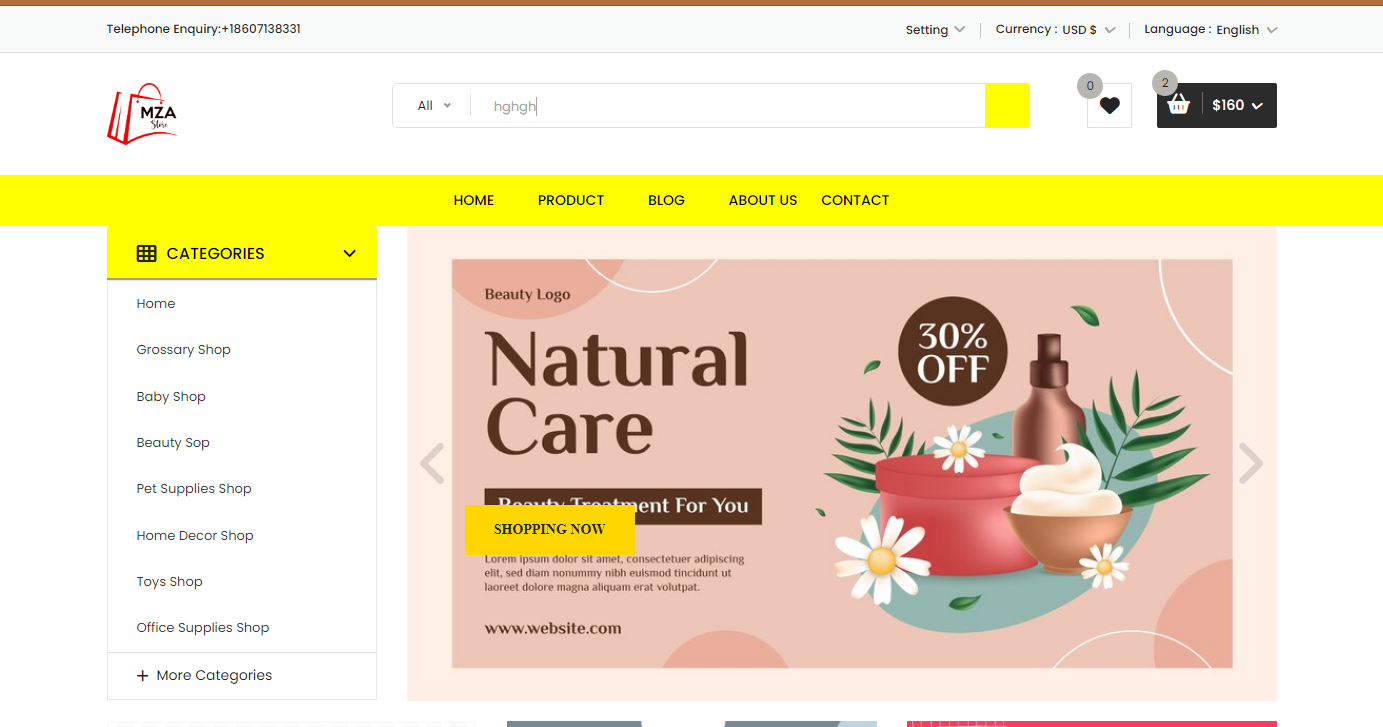 Telephone Enquiry:+18607138331
Setting
Currency : USD $
Language : English
MZA
Store
All
hghgh
0
2
$160
HOME
PRODUCT
BLOG
ABOUT US
CONTACT
CATEGORIES
Home
Grossary Shop
Baby Shop
Beauty Sop
Pet Supplies Shop
Home Decor Shop
Toys Shop
Office Supplies Shop
+ More Categories
Beauty Logo
Natural
Care
30%
OFF
Beauty Treatment For You
SHOPPING NOW
Lorem ipsum dolor sit amet, consectetuer adipiscing
elit, sed diam nonummy nibh euismod tincidunt ut
laoreet dolore magna aliquam erat volutpat.
www.website.com